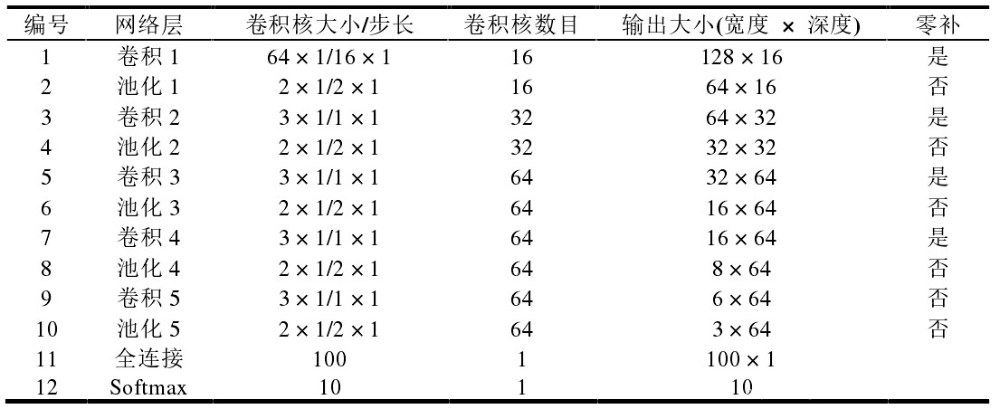 编号 网络层 卷积核大小/步长 卷积核数目 输出大小(宽度 × 深度) 零补
1 卷积 1 64 × 1/16 × 1 16 128 × 16 是
2 池化 1 2 × 1/2 × 1 16 64 × 16 否
3 卷积 2 3 × 1/1 × 1 32 64 × 32 是
4 池化 2 2 × 1/2 × 1 32 32 × 32 否
5 卷积 3 3 × 1/1 × 1 64 32 × 64 是
6 池化 3 2 × 1/2 × 1 64 16 × 64 否
7 卷积 4 3 × 1/1 × 1 64 16 × 64 是
8 池化 4 2 × 1/2 × 1 64 8 × 64 否
9 卷积 5 3 × 1/1 × 1 64 6 × 64 否
10 池化 5 2 × 1/2 × 1 64 3 × 64 否
11 全连接 100 1 100 × 1
12 Softmax 10 1 10